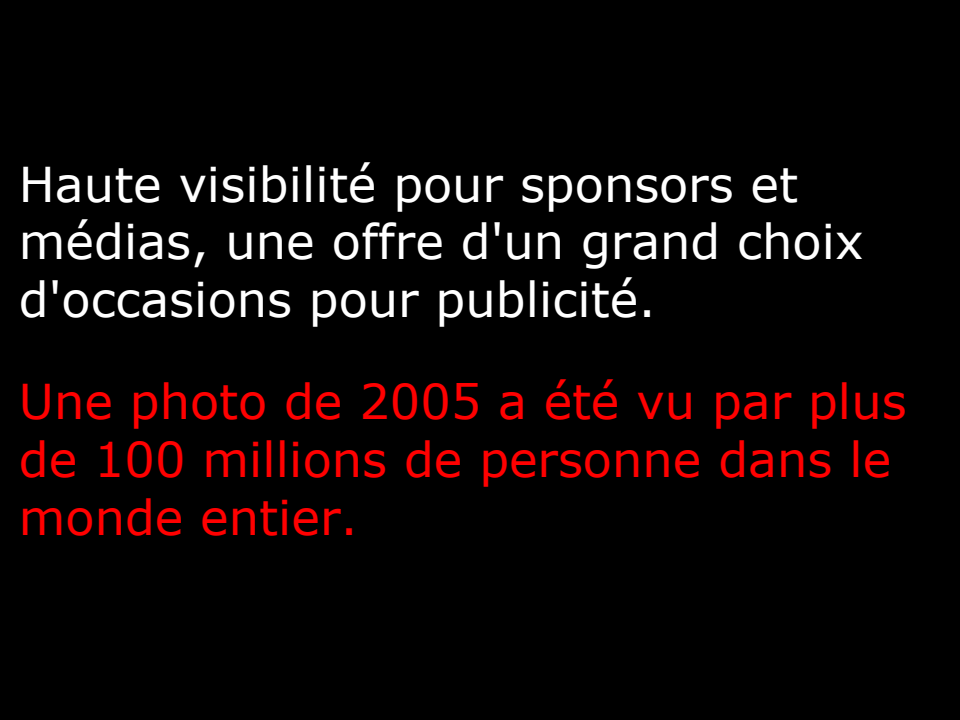 Haute visibilité pour sponsors et
médias, une offre d'un grand choix
d'occasions pour publicité.
Une photo de 2005 a été vu par plus
de 100 millions de personne dans le
monde entier.